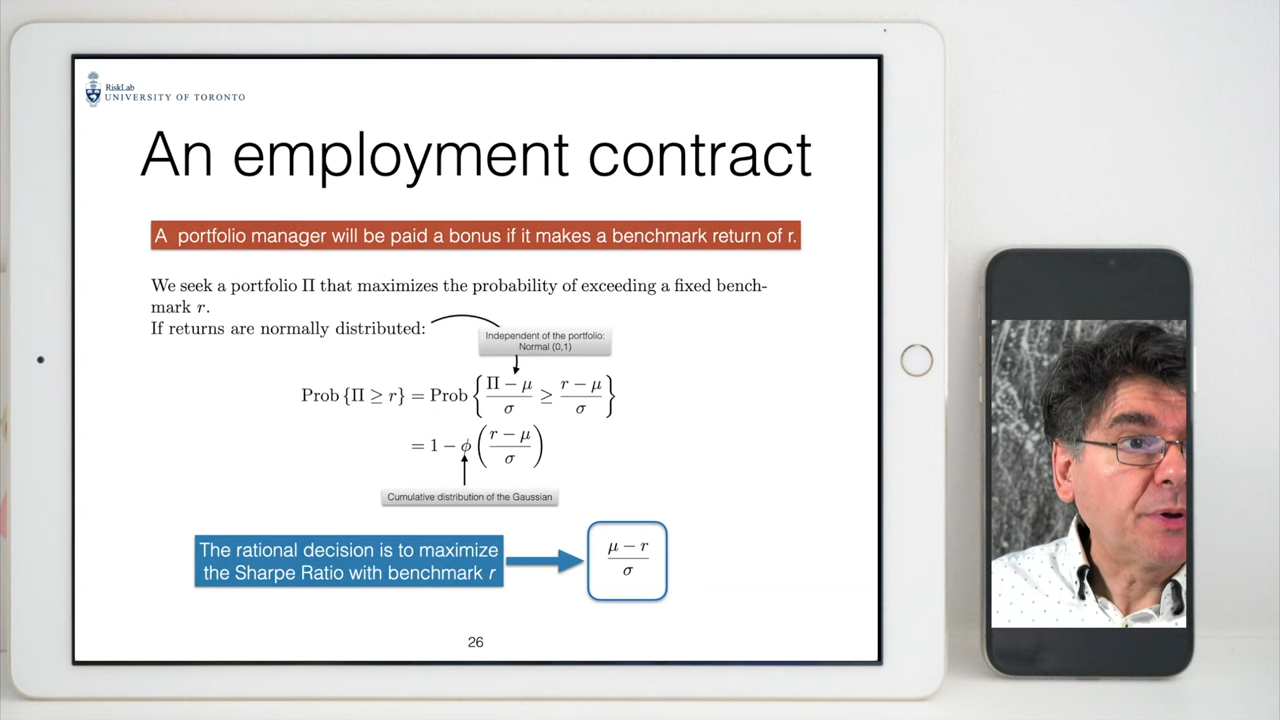 RiskLab
UNIVERSITY OF TORONTO
An employment contract
A portfolio manager will be paid a bonus if it makes a benchmark return of r.
We seek a portfolio Π that maximizes the probability of exceeding a fixed bench-
mark r.
If returns are normally distributed:
Independent of the portfolio:
Normal (0,1)
Prob {Π ≥ r} = Prob { (Π − μ)/σ ≥ (r − μ)/σ }
= 1 − ϕ ( (r − μ)/σ )
Cumulative distribution of the Gaussian
The rational decision is to maximize
the Sharpe Ratio with benchmark r
(μ − r)/σ
26